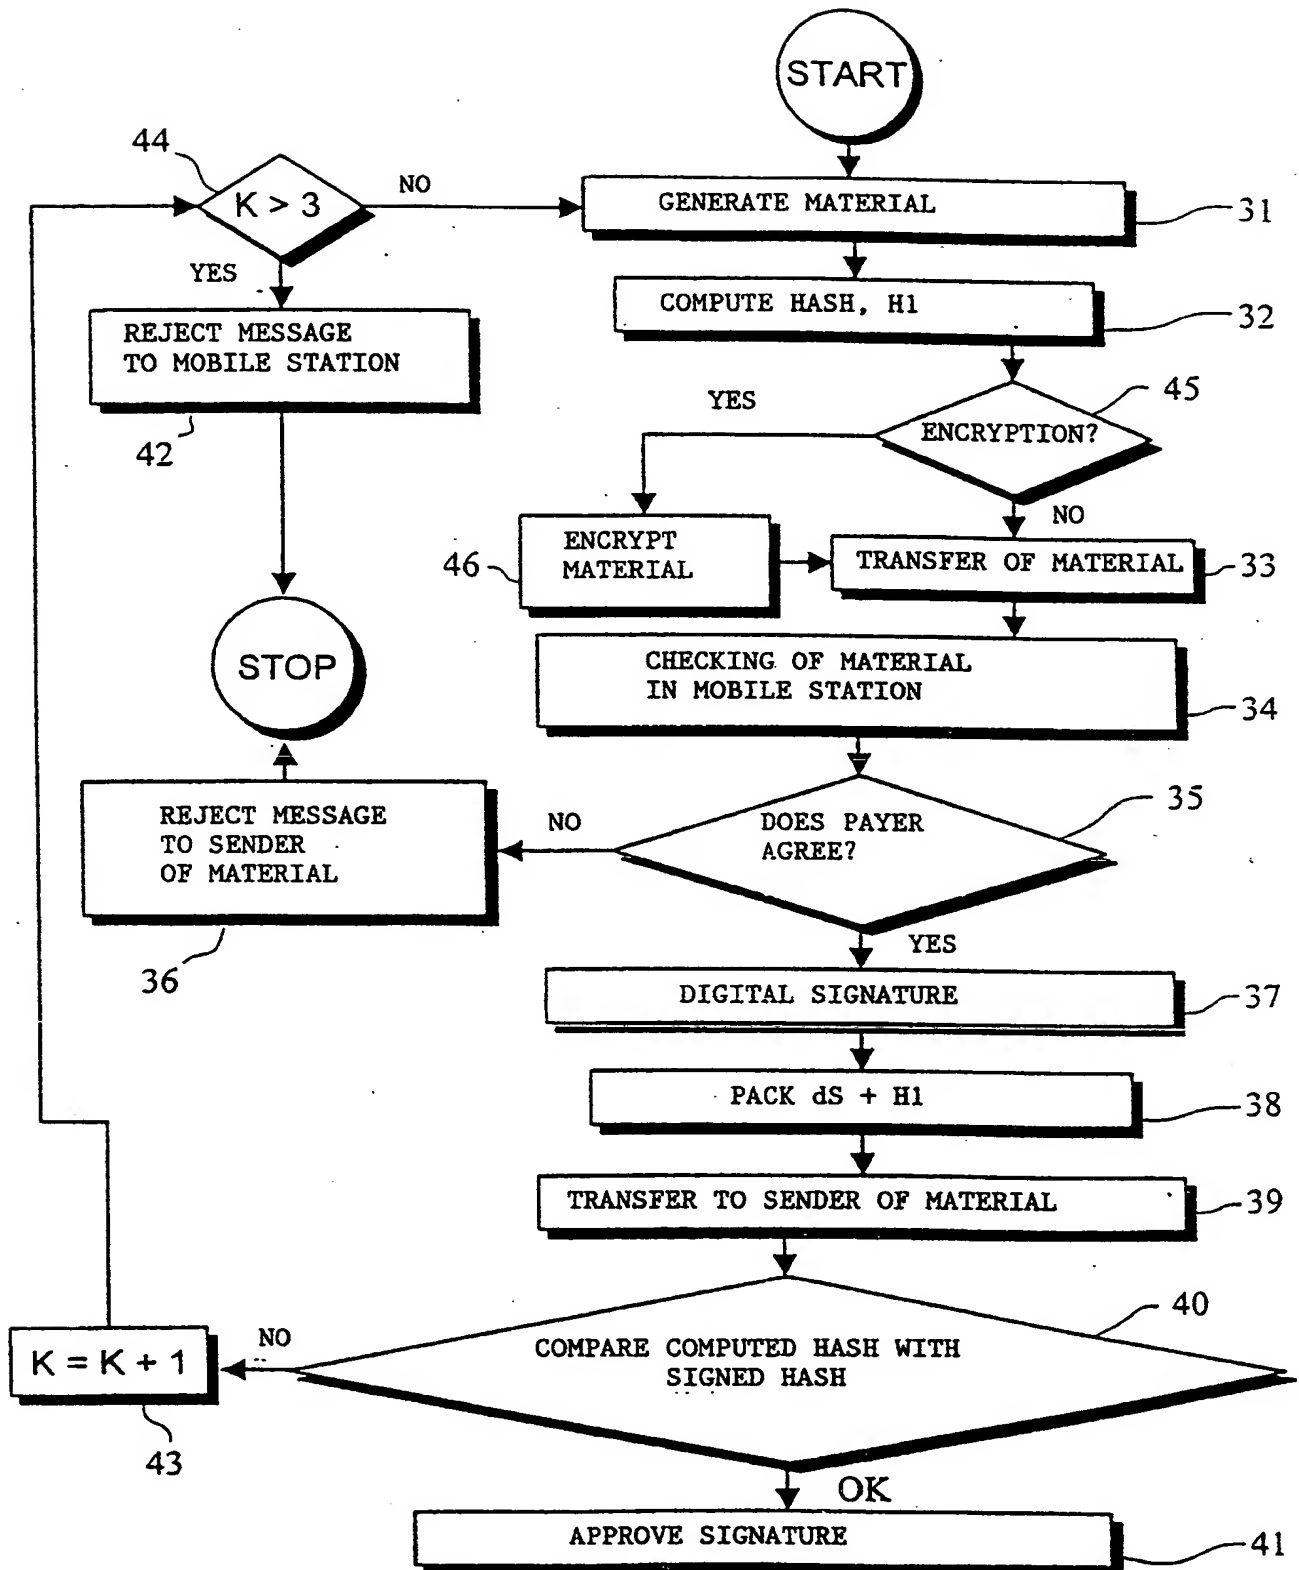 START
44
K > 3
NO
GENERATE MATERIAL
31
YES
COMPUTE HASH, H1
32
REJECT MESSAGE
TO MOBILE STATION
42
YES
ENCRYPTION?
45
NO
ENCRYPT
MATERIAL
46
TRANSFER OF MATERIAL
33
STOP
CHECKING OF MATERIAL
IN MOBILE STATION
34
DOES PAYER
AGREE?
35
NO
REJECT MESSAGE
TO SENDER
OF MATERIAL
36
YES
DIGITAL SIGNATURE
37
PACK dS + H1
38
TRANSFER TO SENDER OF MATERIAL
39
40
COMPARE COMPUTED HASH WITH
SIGNED HASH
NO
K = K + 1
43
OK
APPROVE SIGNATURE
41